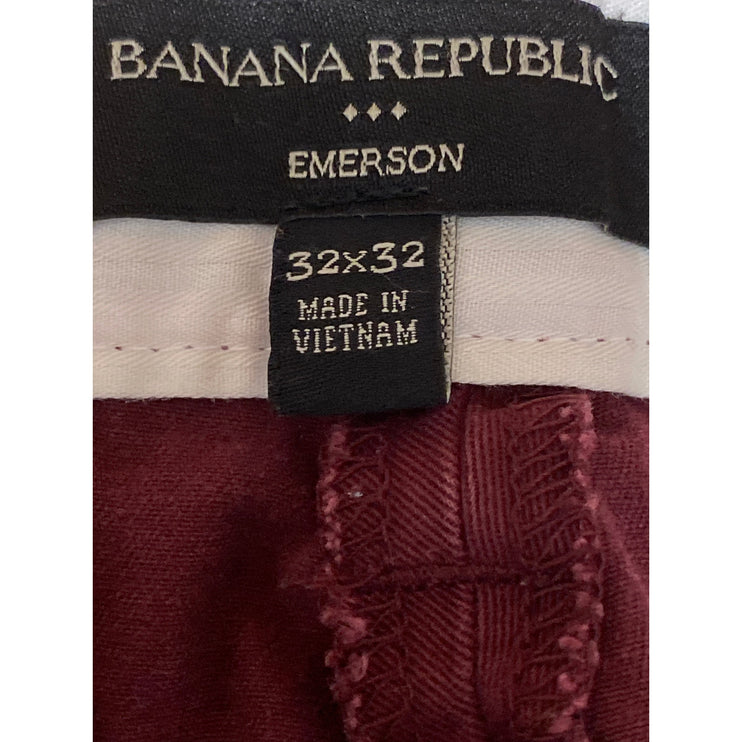 BANANA REPUBLIC
EMERSON
32x32
MADE IN
VIETNAM